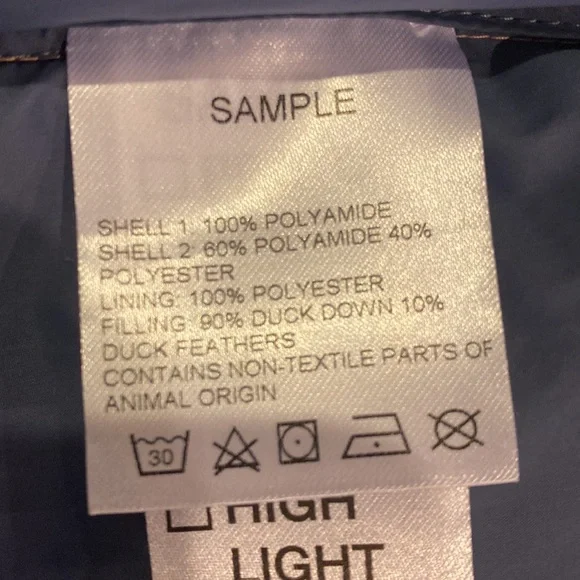 SAMPLE
SHELL 1: 100% POLYAMIDE
SHELL 2: 60% POLYAMIDE 40%
POLYESTER
LINING: 100% POLYESTER
FILLING: 90% DUCK DOWN 10%
DUCK FEATHERS
CONTAINS NON-TEXTILE PARTS OF
ANIMAL ORIGIN
30
HIGH
LIGHT